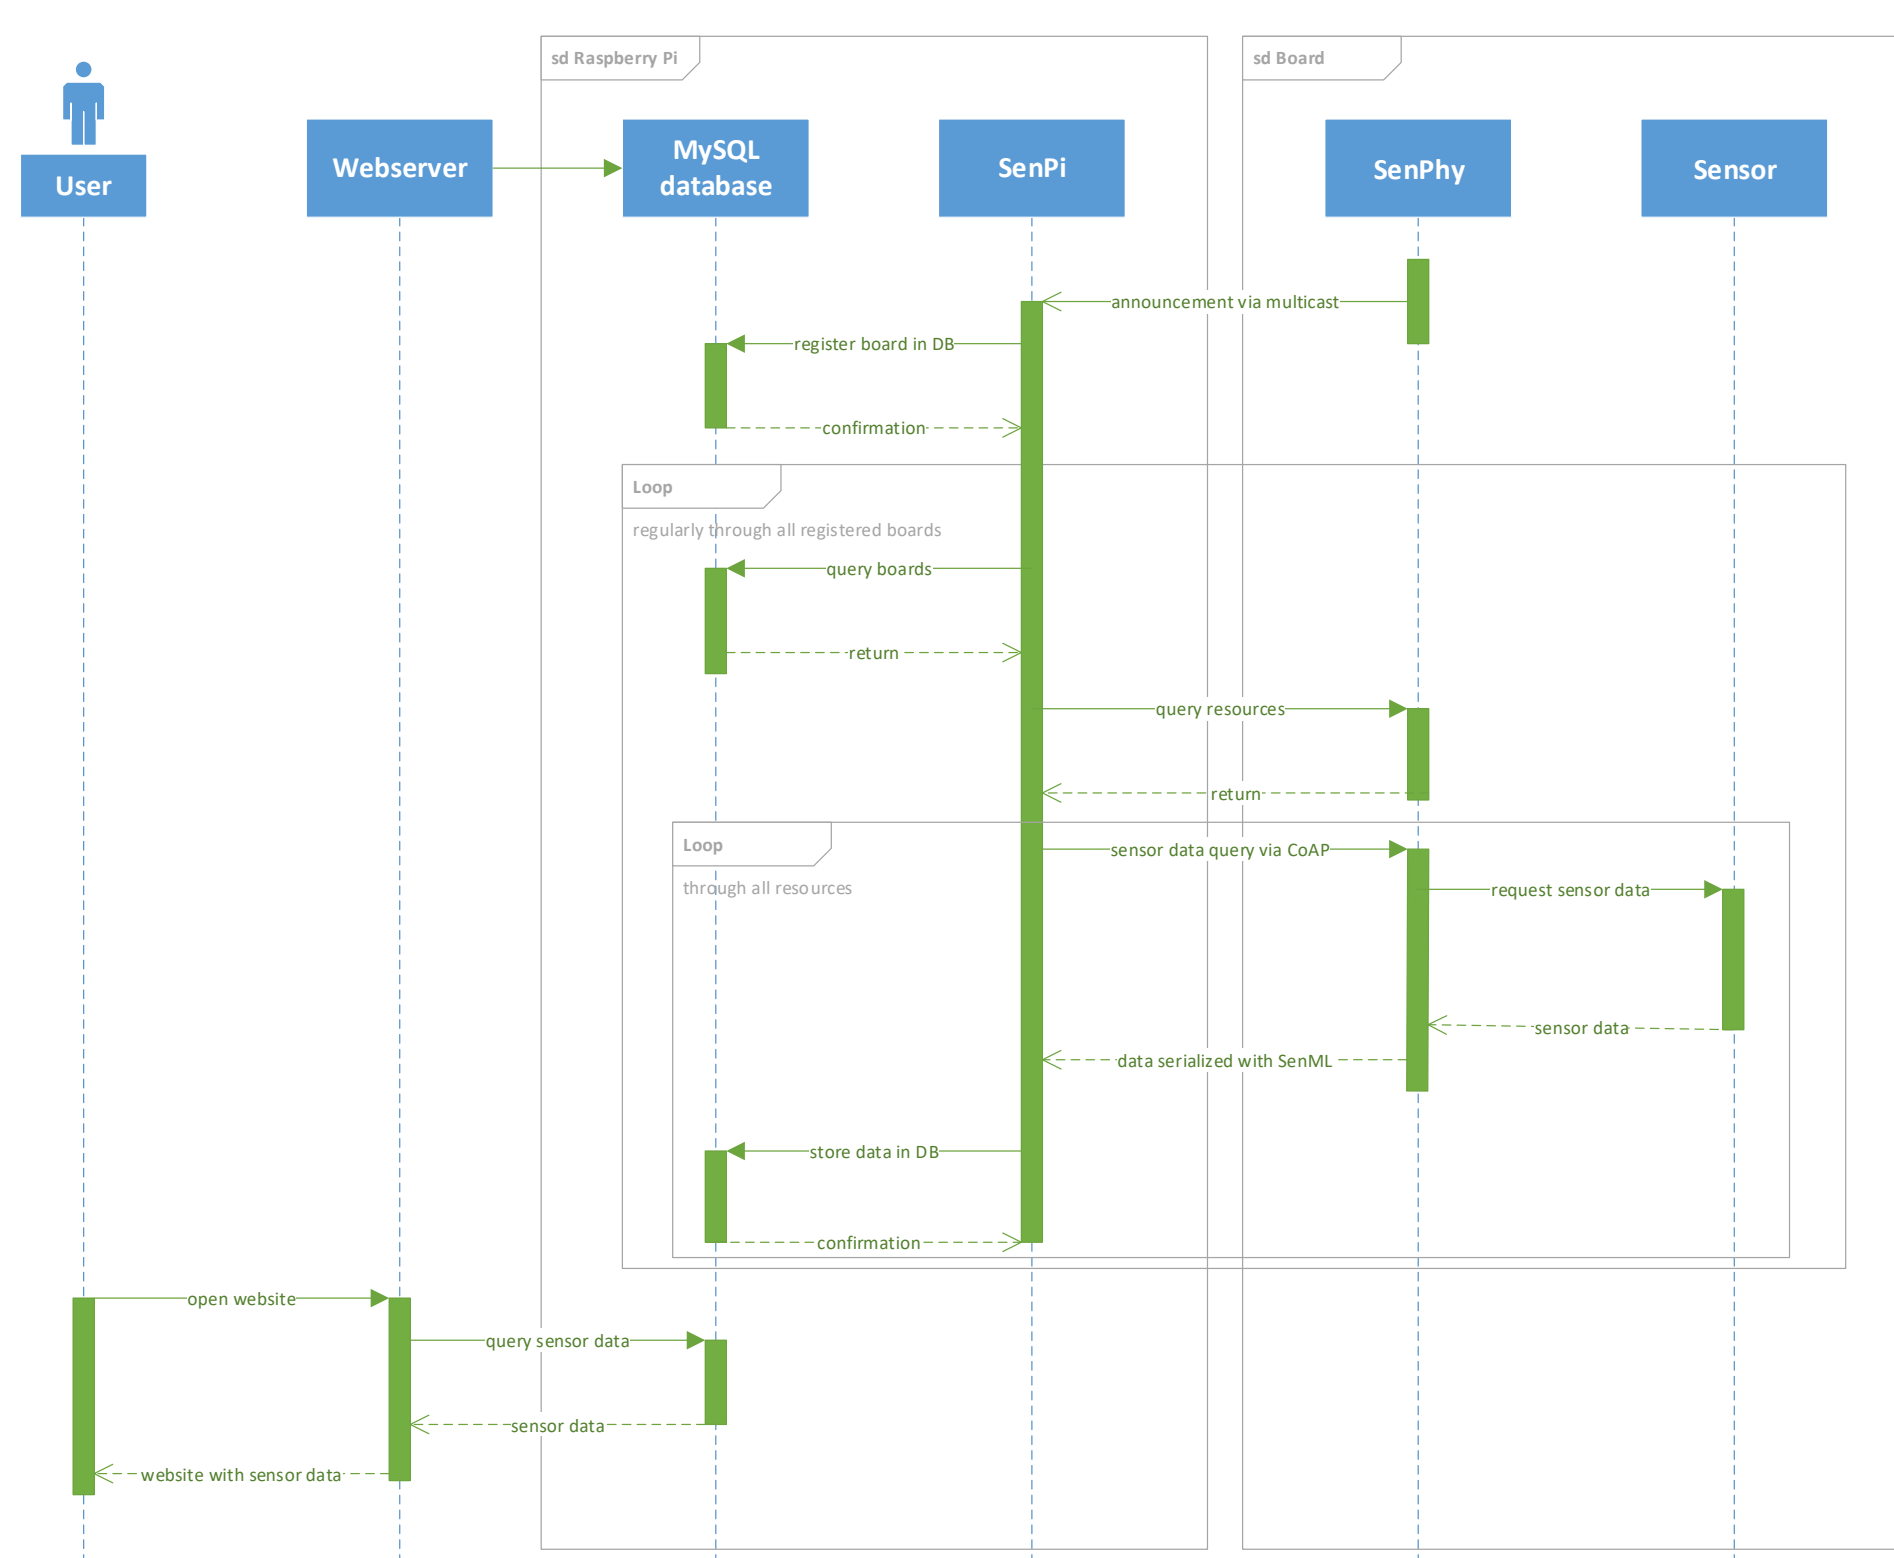 sd Raspberry Pi
sd Board
User
Webserver
MySQL
database
SenPi
SenPhy
Sensor
announcement via multicast
register board in DB
confirmation
Loop
regularly through all registered boards
query boards
return
query resources
return
Loop
sensor data query via CoAP
through all resources
request sensor data
sensor data
data serialized with SenML
store data in DB
confirmation
open website
query sensor data
sensor data
website with sensor data